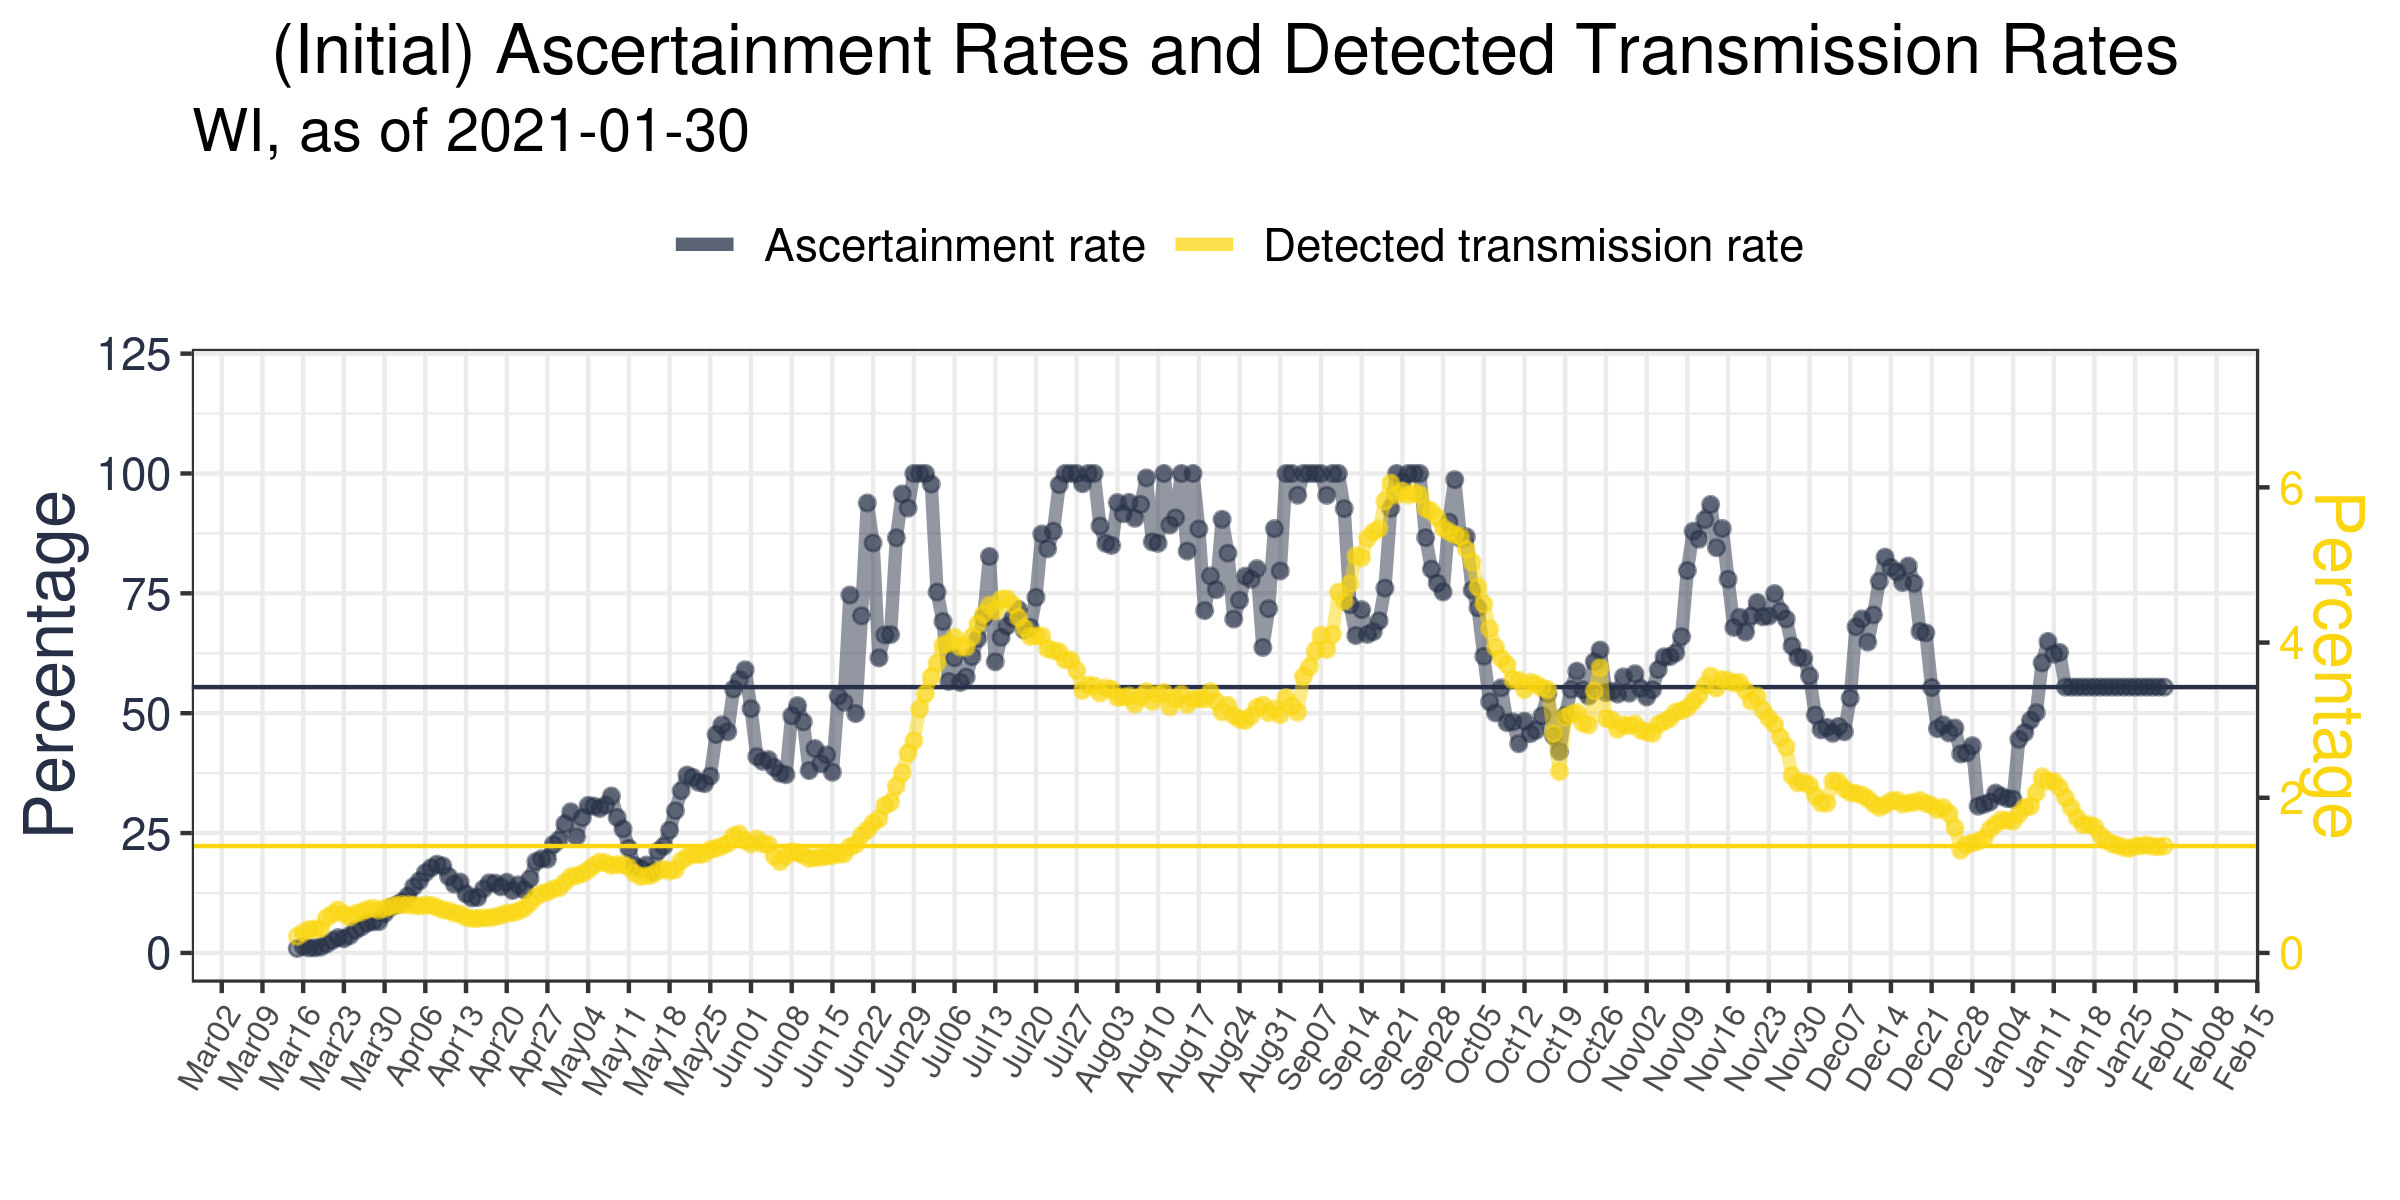 (Initial) Ascertainment Rates and Detected Transmission Rates
WI, as of 2021-01-30
Ascertainment rate Detected transmission rate
Percentage
125
100
75
50
25
0
6
4
2
0
Percentage
Mar02 Mar09 Mar16 Mar23 Mar30 Apr06 Apr13 Apr20 Apr27 May04 May11 May18 May25 Jun01 Jun08 Jun15 Jun22 Jun29 Jul06 Jul13 Jul20 Jul27 Aug03 Aug10 Aug17 Aug24 Aug31 Sep07 Sep14 Sep21 Sep28 Oct05 Oct12 Oct19 Oct26 Nov02 Nov09 Nov16 Nov23 Nov30 Dec07 Dec14 Dec21 Dec28 Jan04 Jan11 Jan18 Jan25 Feb01 Feb08 Feb15